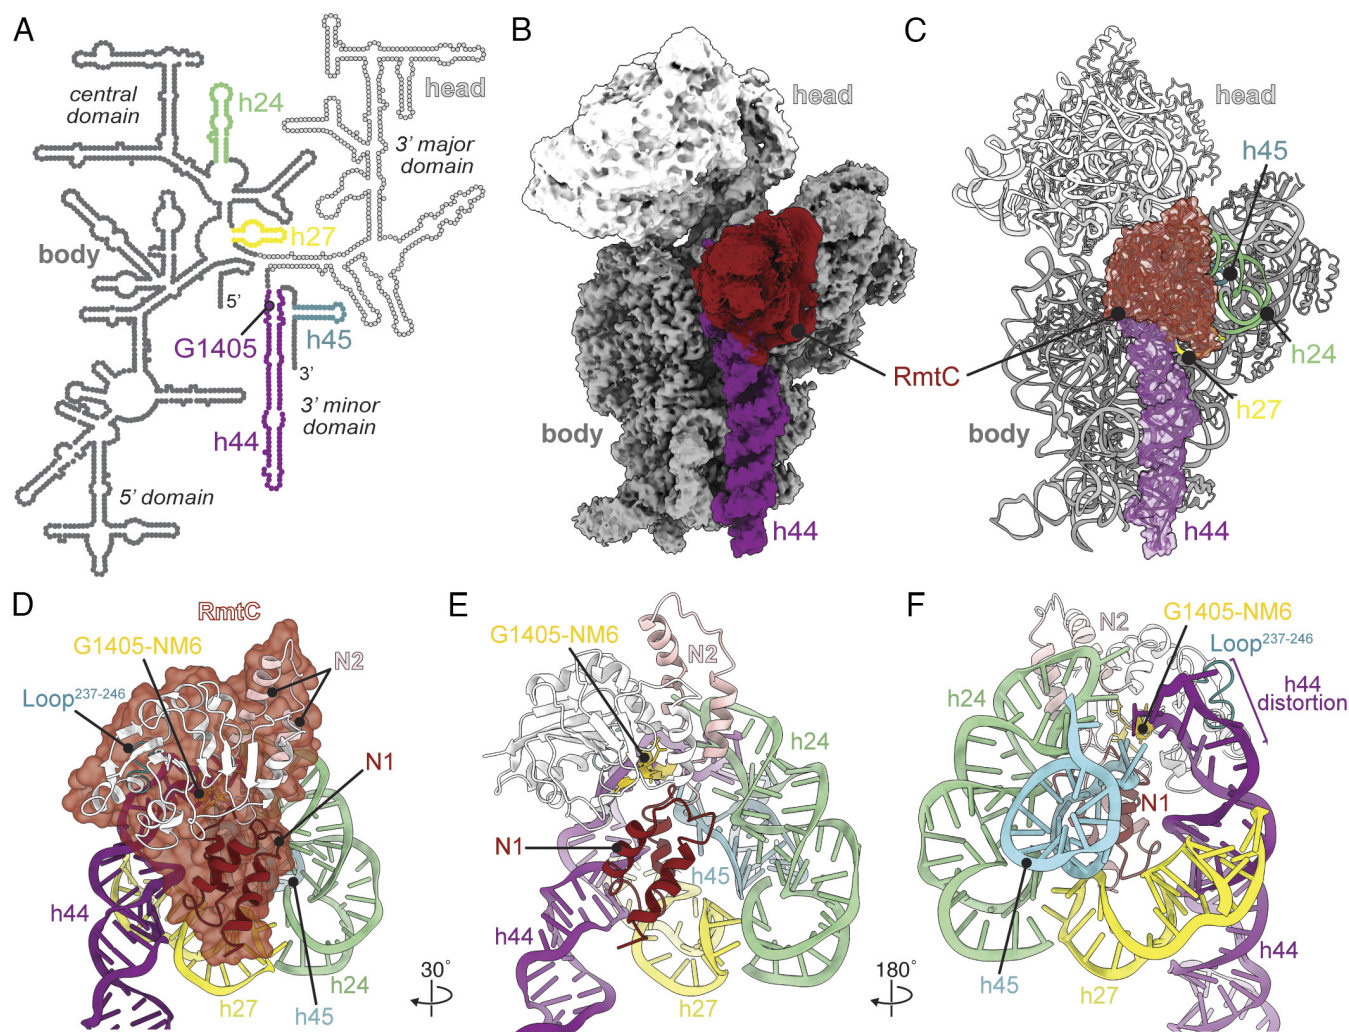 A
central
domain
h24
head
3’ major
domain
h27
body
5’
G1405
h45
3’
3’ minor
domain
h44
5’ domain
B
head
RmtC
body
h44
C
head
h45
h24
h27
body
h44
D
RmtC
G1405-NM6
N2
Loop237-246
N1
h44
h24
h27
h45
30°
E
G1405-NM6
N2
h24
N1
h45
h44
h27
180°
F
N2
G1405-NM6
Loop237-246
h24
h44
distortion
N1
h45
h27
h44